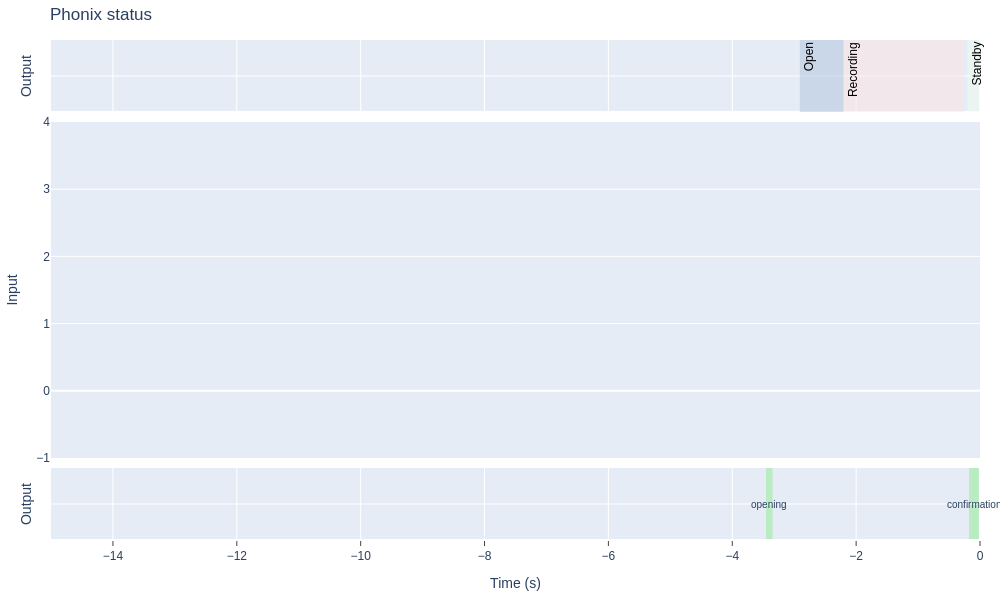 Phonix status
Output
Open
Recording
Standby
4
3
2
1
0
−1
Input
Output
opening
confirmation
−14
−12
−10
−8
−6
−4
−2
0
Time (s)